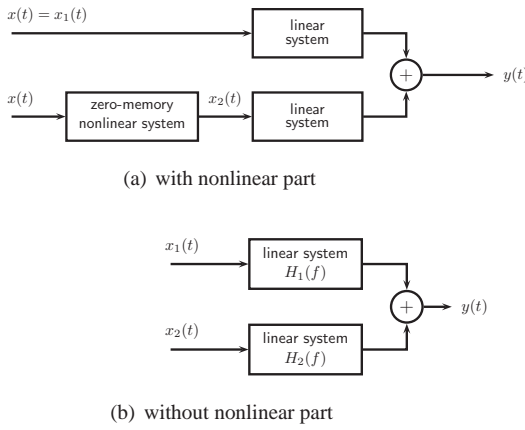 x(t) = x₁(t)
linear
system
+
y(t)
x(t)
zero-memory
nonlinear system
x₂(t)
linear
system
(a) with nonlinear part
x₁(t)
linear system
H₁(f)
+
y(t)
x₂(t)
linear system
H₂(f)
(b) without nonlinear part